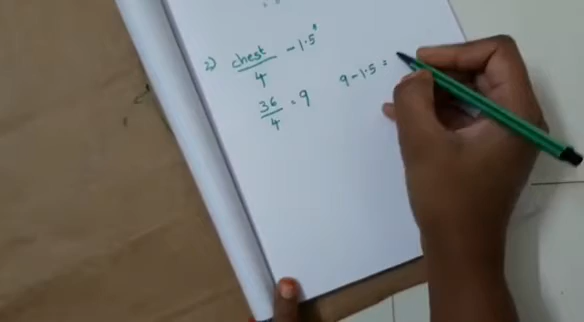 2) chest/4 - 1.5"
36/4 = 9
9 - 1.5 =